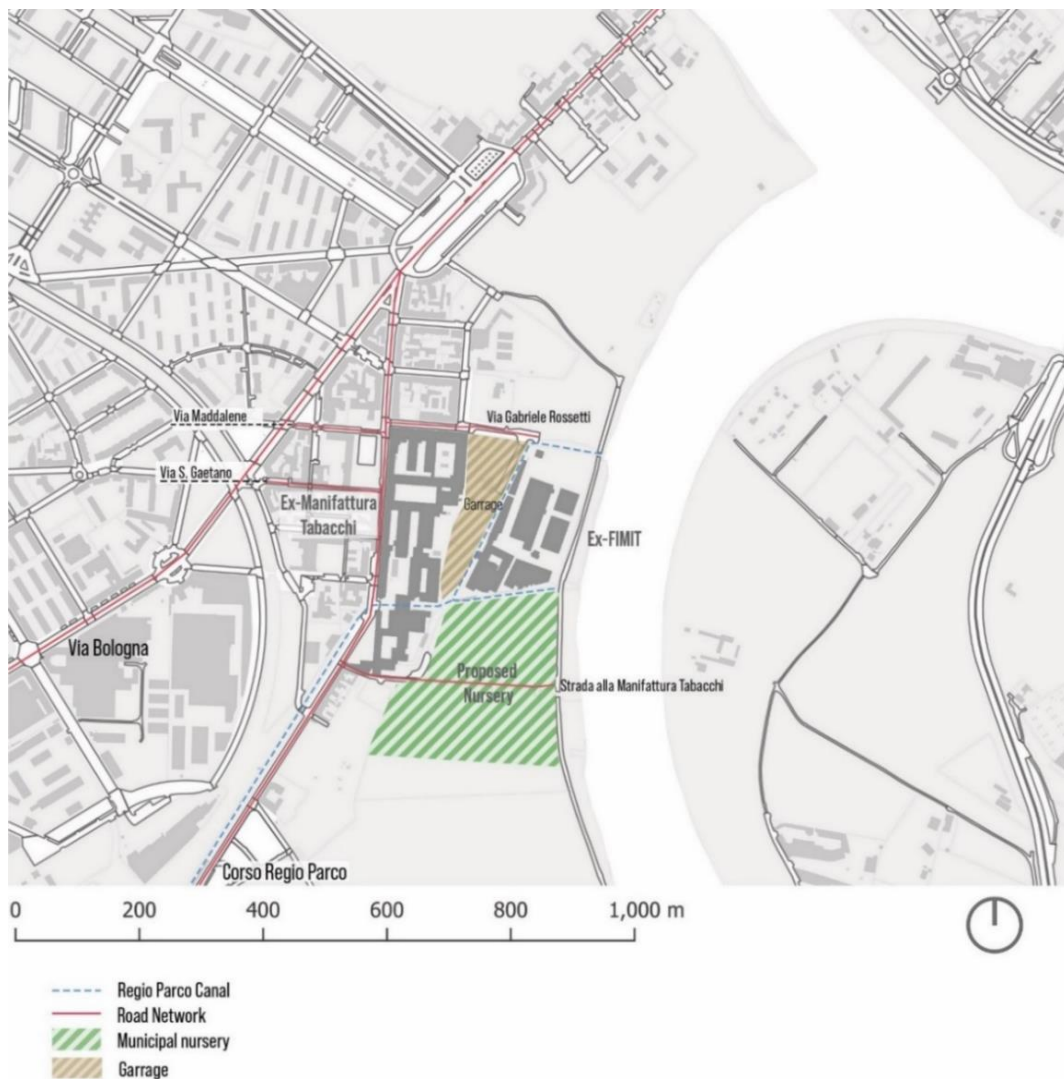 Via Maddalene
Via Gabriele Rossetti
Via S. Gaetano
Ex-Manifattura
Tabacchi
Garrage
Ex-FIMIT
Via Bologna
Proposed
Nursery
Strada alla Manifattura Tabacchi
Corso Regio Parco
0 200 400 600 800 1,000 m
Regio Parco Canal
Road Network
Municipal nursery
Garrage